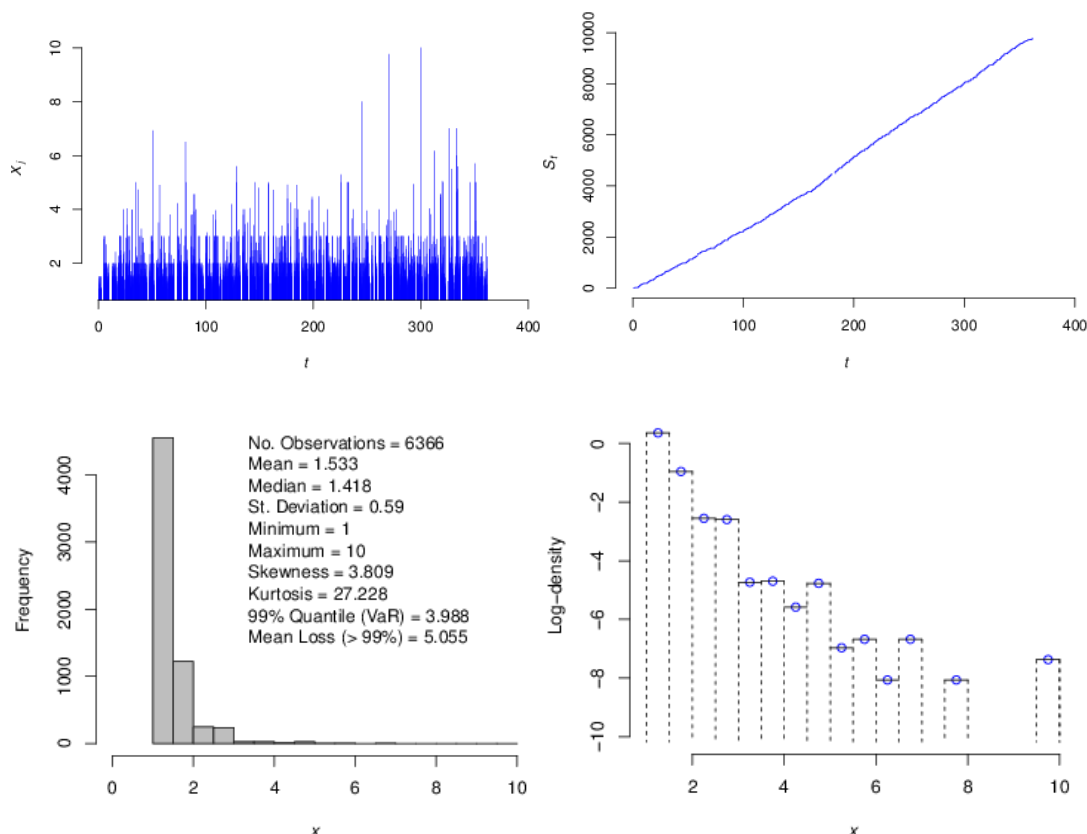 10
8
6
4
2
X_i
0
100
200
300
400
t
10000
8000
6000
4000
2000
0
S_t
0
100
200
300
400
t
4000
3000
2000
1000
0
Frequency
No. Observations = 6366
Mean = 1.533
Median = 1.418
St. Deviation = 0.59
Minimum = 1
Maximum = 10
Skewness = 3.809
Kurtosis = 27.228
99% Quantile (VaR) = 3.988
Mean Loss (> 99%) = 5.055
0
2
4
6
8
10
x
0
−2
−4
−6
−8
−10
Log−density
2
4
6
8
10
x